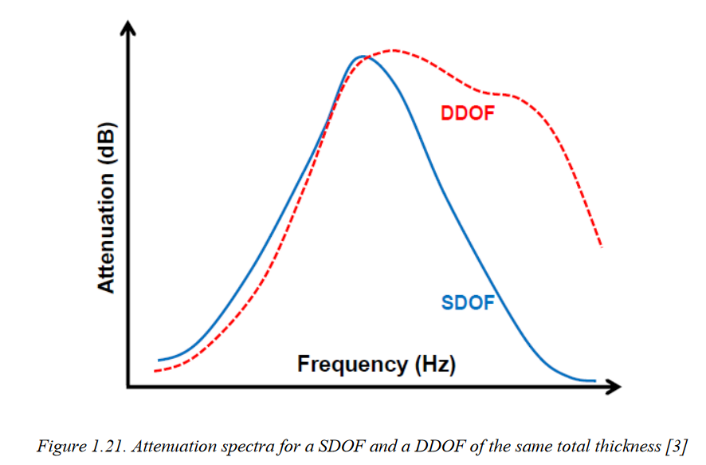 Attenuation (dB)
DDOF
SDOF
Frequency (Hz)
Figure 1.21. Attenuation spectra for a SDOF and a DDOF of the same total thickness [3]